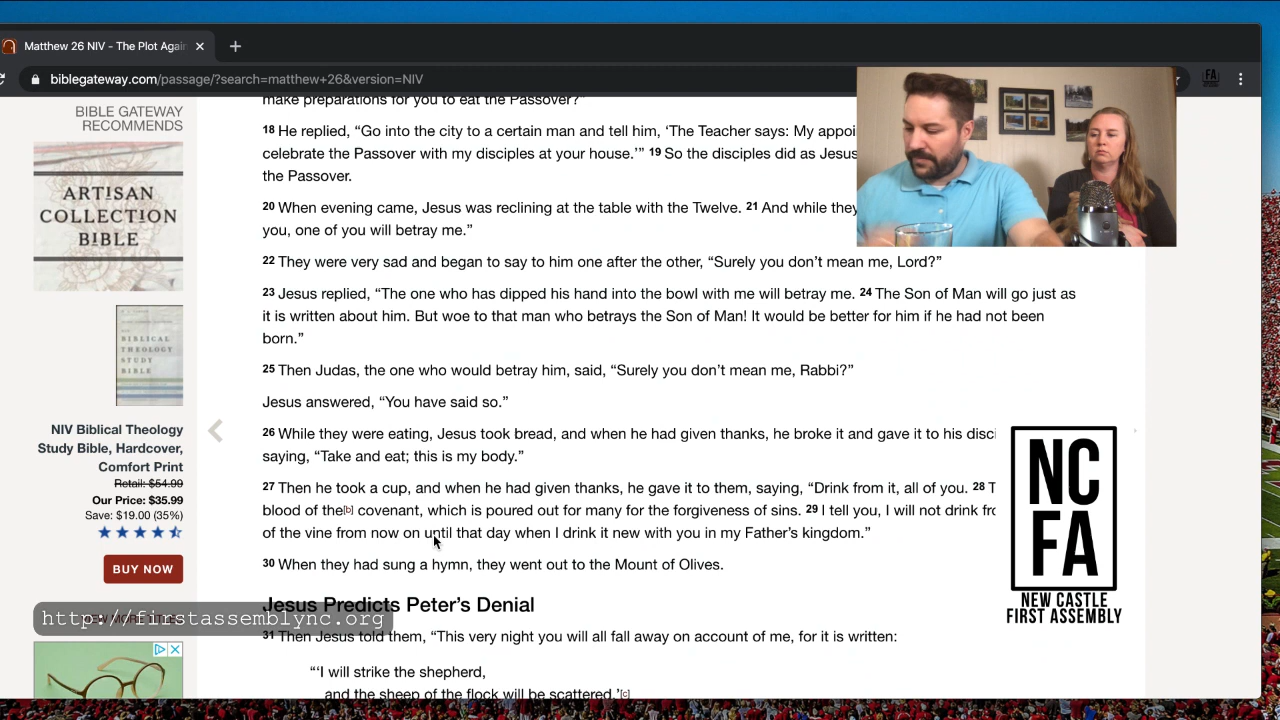 Matthew 26 NIV - The Plot Again
biblegateway.com/passage/?search=matthew+26&version=NIV
FA
BIBLE GATEWAY
RECOMMENDS
ARTISAN
COLLECTION
BIBLE
NIV
BIBLICAL
THEOLOGY
STUDY
BIBLE
NIV Biblical Theology
Study Bible, Hardcover,
Comfort Print
Retail: $54.99
Our Price: $35.99
Save: $19.00 (35%)
BUY NOW
http://firstassemblync.org
make preparations for you to eat the Passover?”
18 He replied, “Go into the city to a certain man and tell him, ‘The Teacher says: My appoi
celebrate the Passover with my disciples at your house.’” 19 So the disciples did as Jesus
the Passover.
20 When evening came, Jesus was reclining at the table with the Twelve. 21 And while they
you, one of you will betray me.”
22 They were very sad and began to say to him one after the other, “Surely you don’t mean me, Lord?”
23 Jesus replied, “The one who has dipped his hand into the bowl with me will betray me. 24 The Son of Man will go just as
it is written about him. But woe to that man who betrays the Son of Man! It would be better for him if he had not been
born.”
25 Then Judas, the one who would betray him, said, “Surely you don’t mean me, Rabbi?”
Jesus answered, “You have said so.”
26 While they were eating, Jesus took bread, and when he had given thanks, he broke it and gave it to his disci
saying, “Take and eat; this is my body.”
27 Then he took a cup, and when he had given thanks, he gave it to them, saying, “Drink from it, all of you. 28 T
blood of the[b] covenant, which is poured out for many for the forgiveness of sins. 29 I tell you, I will not drink frc
of the vine from now on until that day when I drink it new with you in my Father’s kingdom.”
30 When they had sung a hymn, they went out to the Mount of Olives.
Jesus Predicts Peter’s Denial
31 Then Jesus told them, “This very night you will all fall away on account of me, for it is written:
“‘I will strike the shepherd,
and the sheep of the flock will be scattered.’[c]
NC
FA
NEW CASTLE
FIRST ASSEMBLY